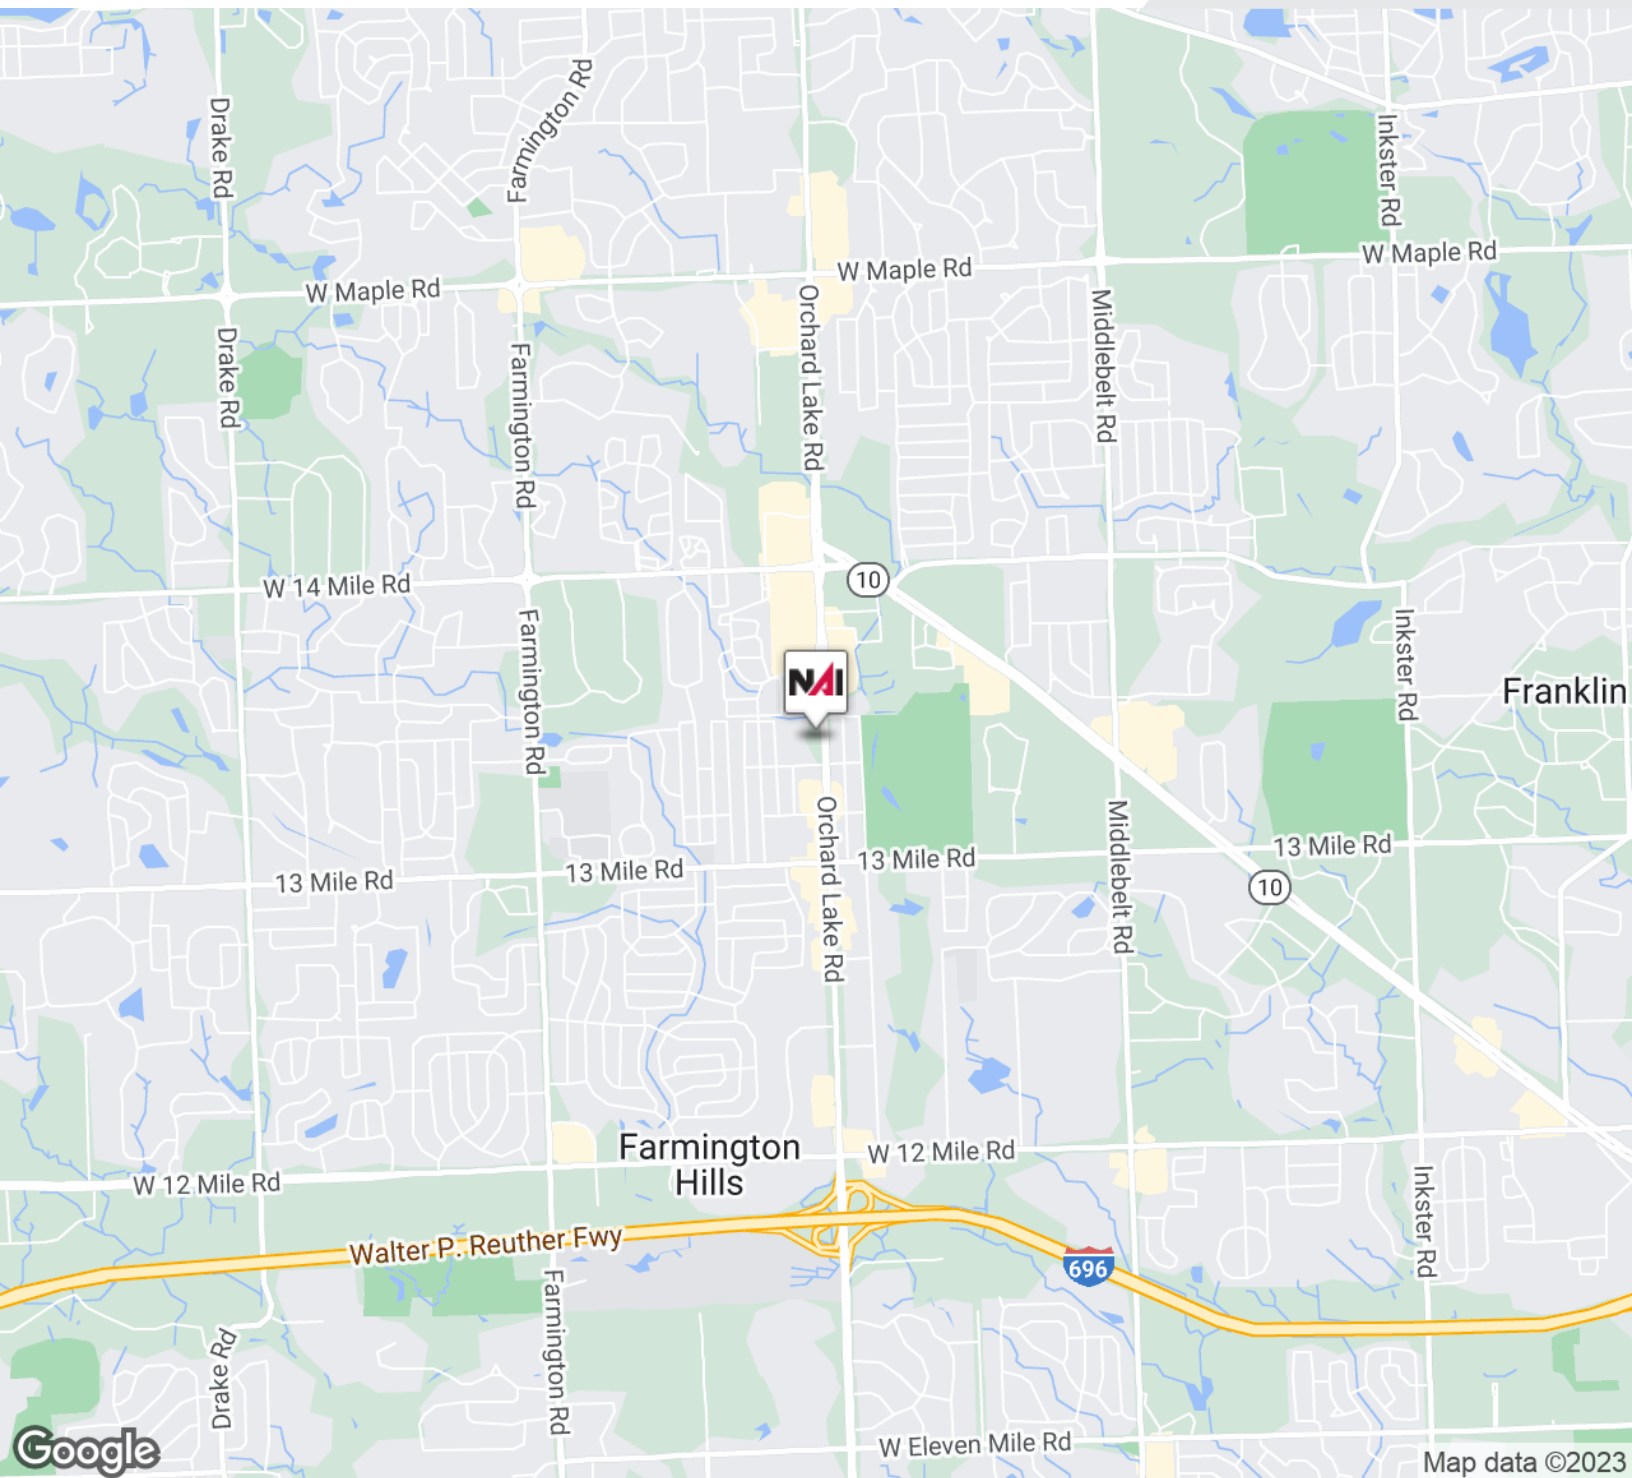 Farmington Rd
Drake Rd
Inkster Rd
W Maple Rd
W Maple Rd
W Maple Rd
Orchard Lake Rd
Middlebelt Rd
Drake Rd
Farmington Rd
10
W 14 Mile Rd
Farmington Rd
Inkster Rd
NAI
Franklin
Orchard Lake Rd
Middlebelt Rd
13 Mile Rd
13 Mile Rd
13 Mile Rd
13 Mile Rd
10
Farmington
Hills
W 12 Mile Rd
W 12 Mile Rd
Inkster Rd
Walter P. Reuther Fwy
696
Farmington Rd
Drake Rd
W Eleven Mile Rd
Google
Map data ©2023